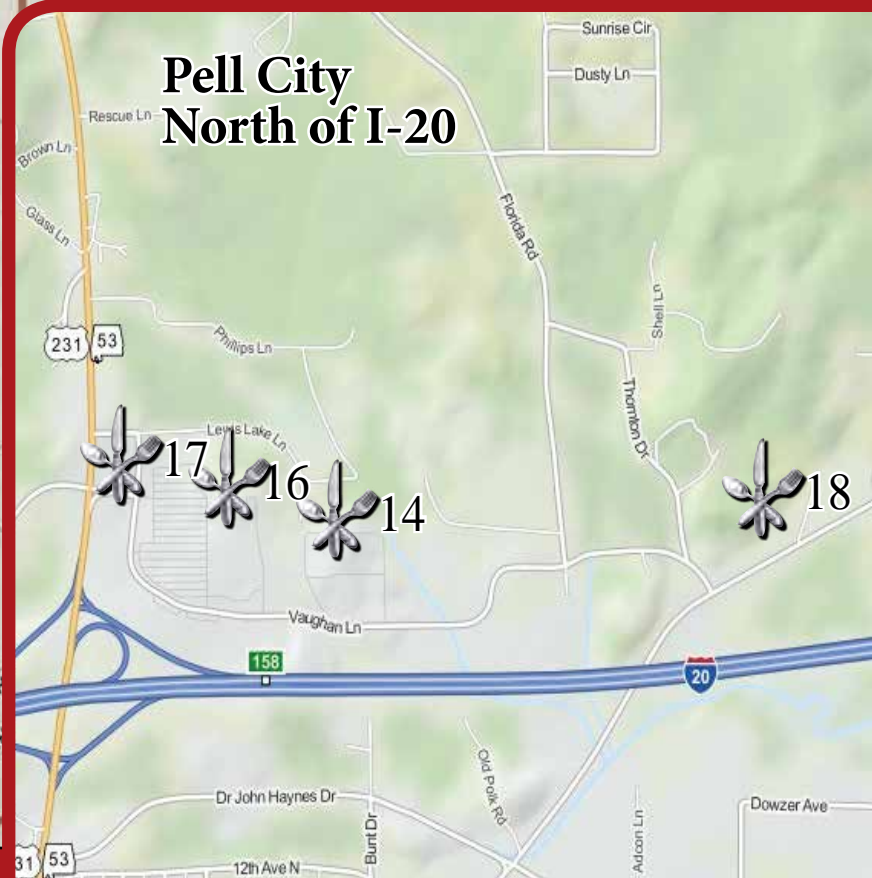 Sunrise Cir
Pell City
North of I-20
Dusty Ln
Rescue Ln
Brown Ln
Glass Ln
Florida Rd
Shell Ln
231
53
Phillips Ln
Thornton Dr
Lewis Lake Ln
17
16
14
18
Vaughan Ln
158
20
Old Polk Rd
Dr John Haynes Dr
Bunt Dr
Adcon Ln
Dowzer Ave
31
53
12th Ave N